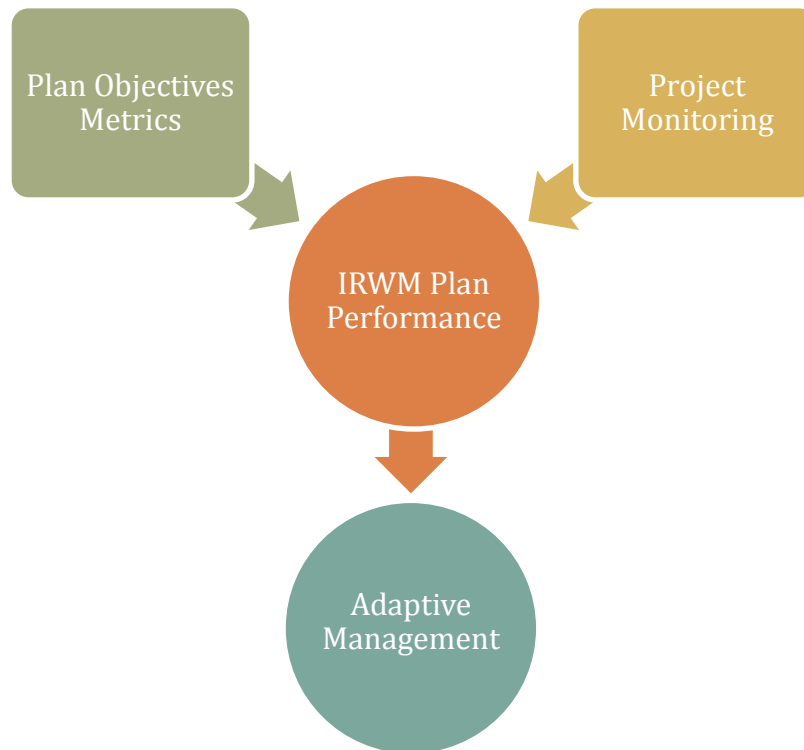 Plan Objectives
Metrics
Project
Monitoring
IRWM Plan
Performance
Adaptive
Management